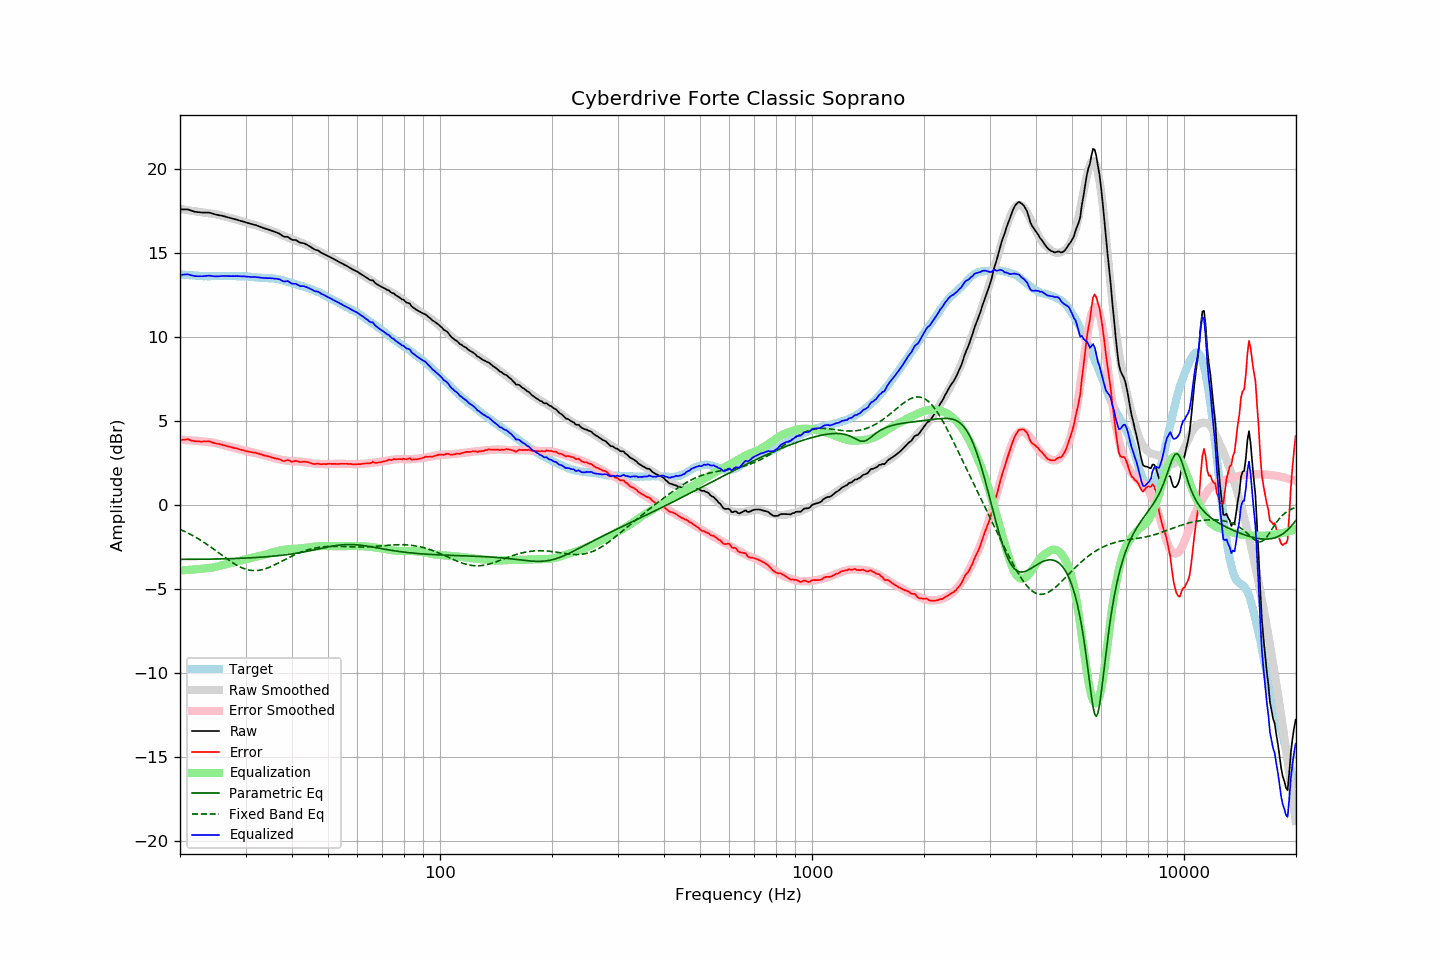 Cyberdrive Forte Classic Soprano
Amplitude (dBr)
20
15
10
5
0
−5
−10
−15
−20
Target
Raw Smoothed
Error Smoothed
Raw
Error
Equalization
Parametric Eq
Fixed Band Eq
Equalized
100
1000
10000
Frequency (Hz)